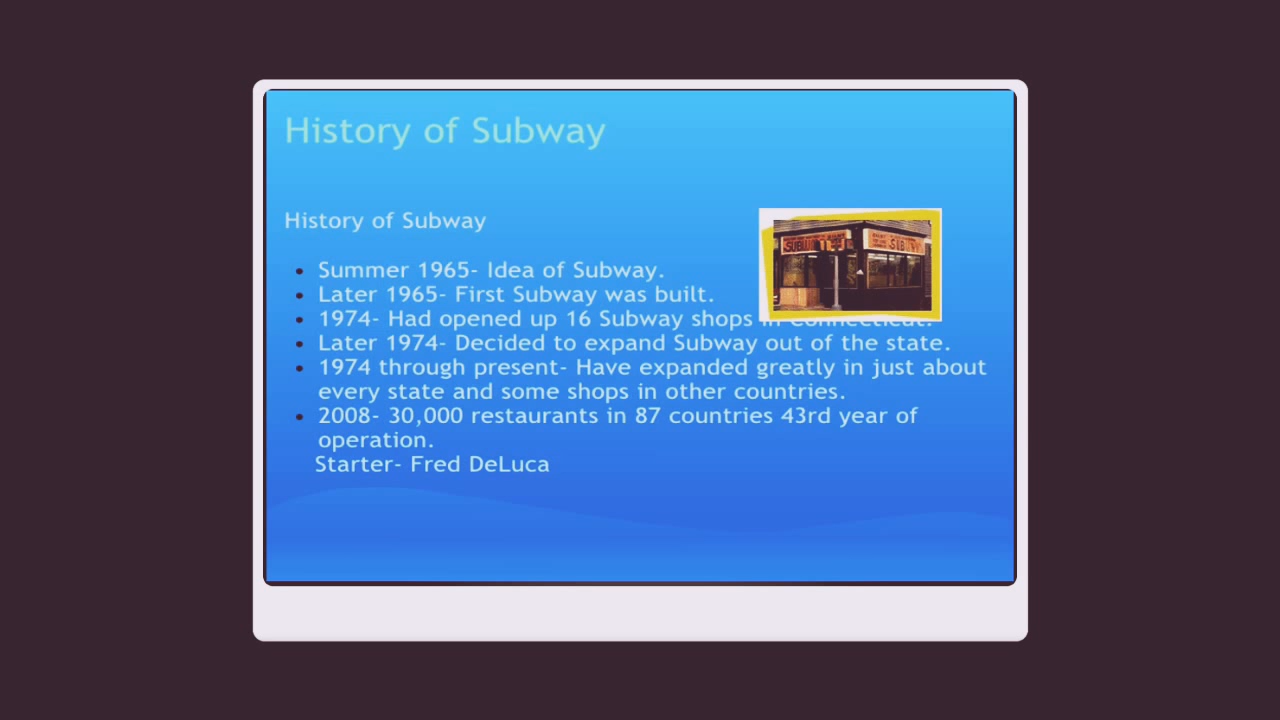 History of Subway
History of Subway
Summer 1965- Idea of Subway.
Later 1965- First Subway was built.
1974- Had opened up 16 Subway shops in Connecticut.
Later 1974- Decided to expand Subway out of the state.
1974 through present- Have expanded greatly in just about
every state and some shops in other countries.
2008- 30,000 restaurants in 87 countries 43rd year of
operation.
Starter- Fred DeLuca